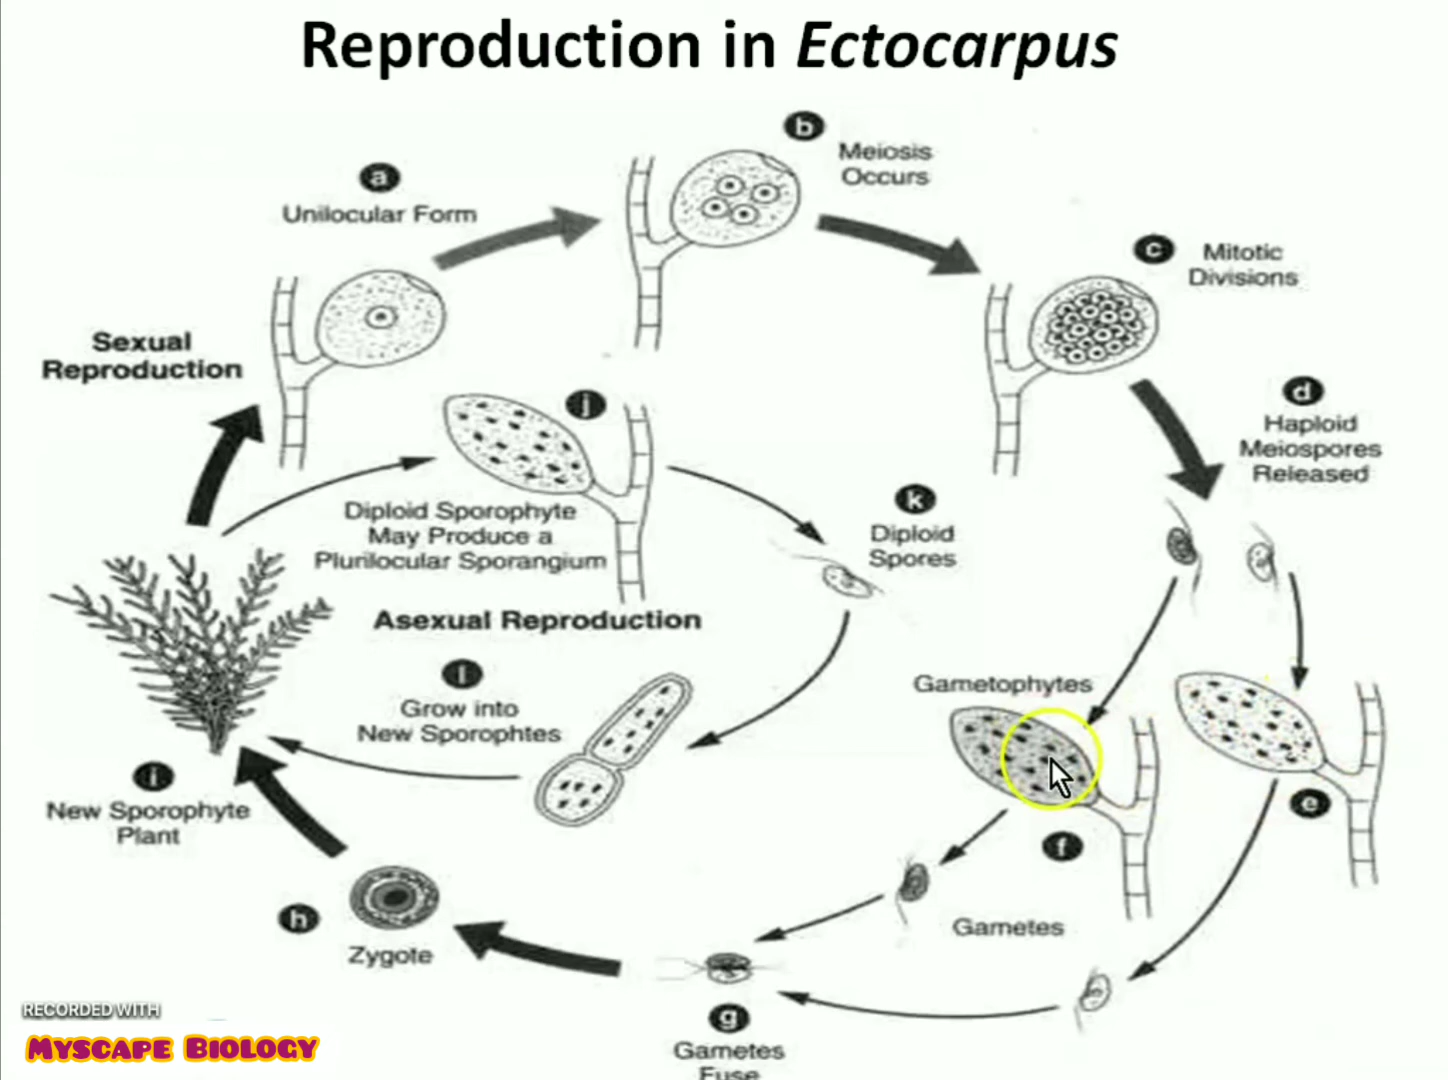 Reproduction in Ectocarpus
a
Unilocular Form
b
Meiosis
Occurs
c
Mitotic
Divisions
d
Haploid
Meiospores
Released
Sexual
Reproduction
j
Diploid Sporophyte
May Produce a
Plurilocular Sporangium
k
Diploid
Spores
Asexual Reproduction
l
Grow into
New Sporophtes
Gametophytes
e
f
Gametes
i
New Sporophyte
Plant
h
Zygote
g
Gametes
Fuse
RECORDED WITH
MYSCAPE BIOLOGY